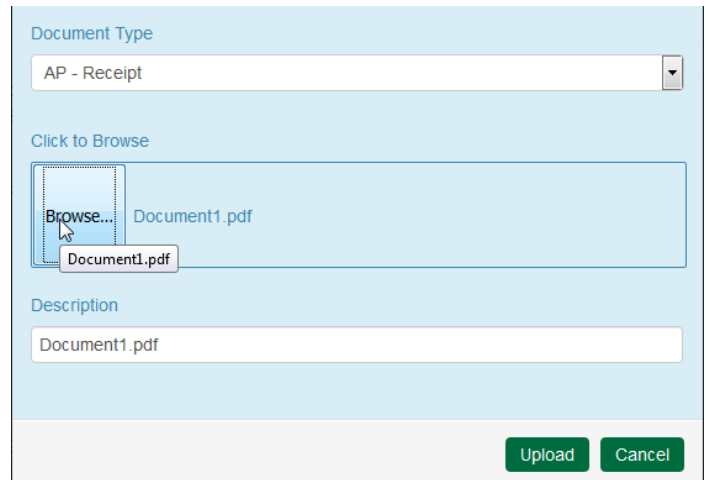 Document Type
AP - Receipt
Click to Browse
Browse... Document1.pdf
Document1.pdf
Description
Document1.pdf
Upload Cancel